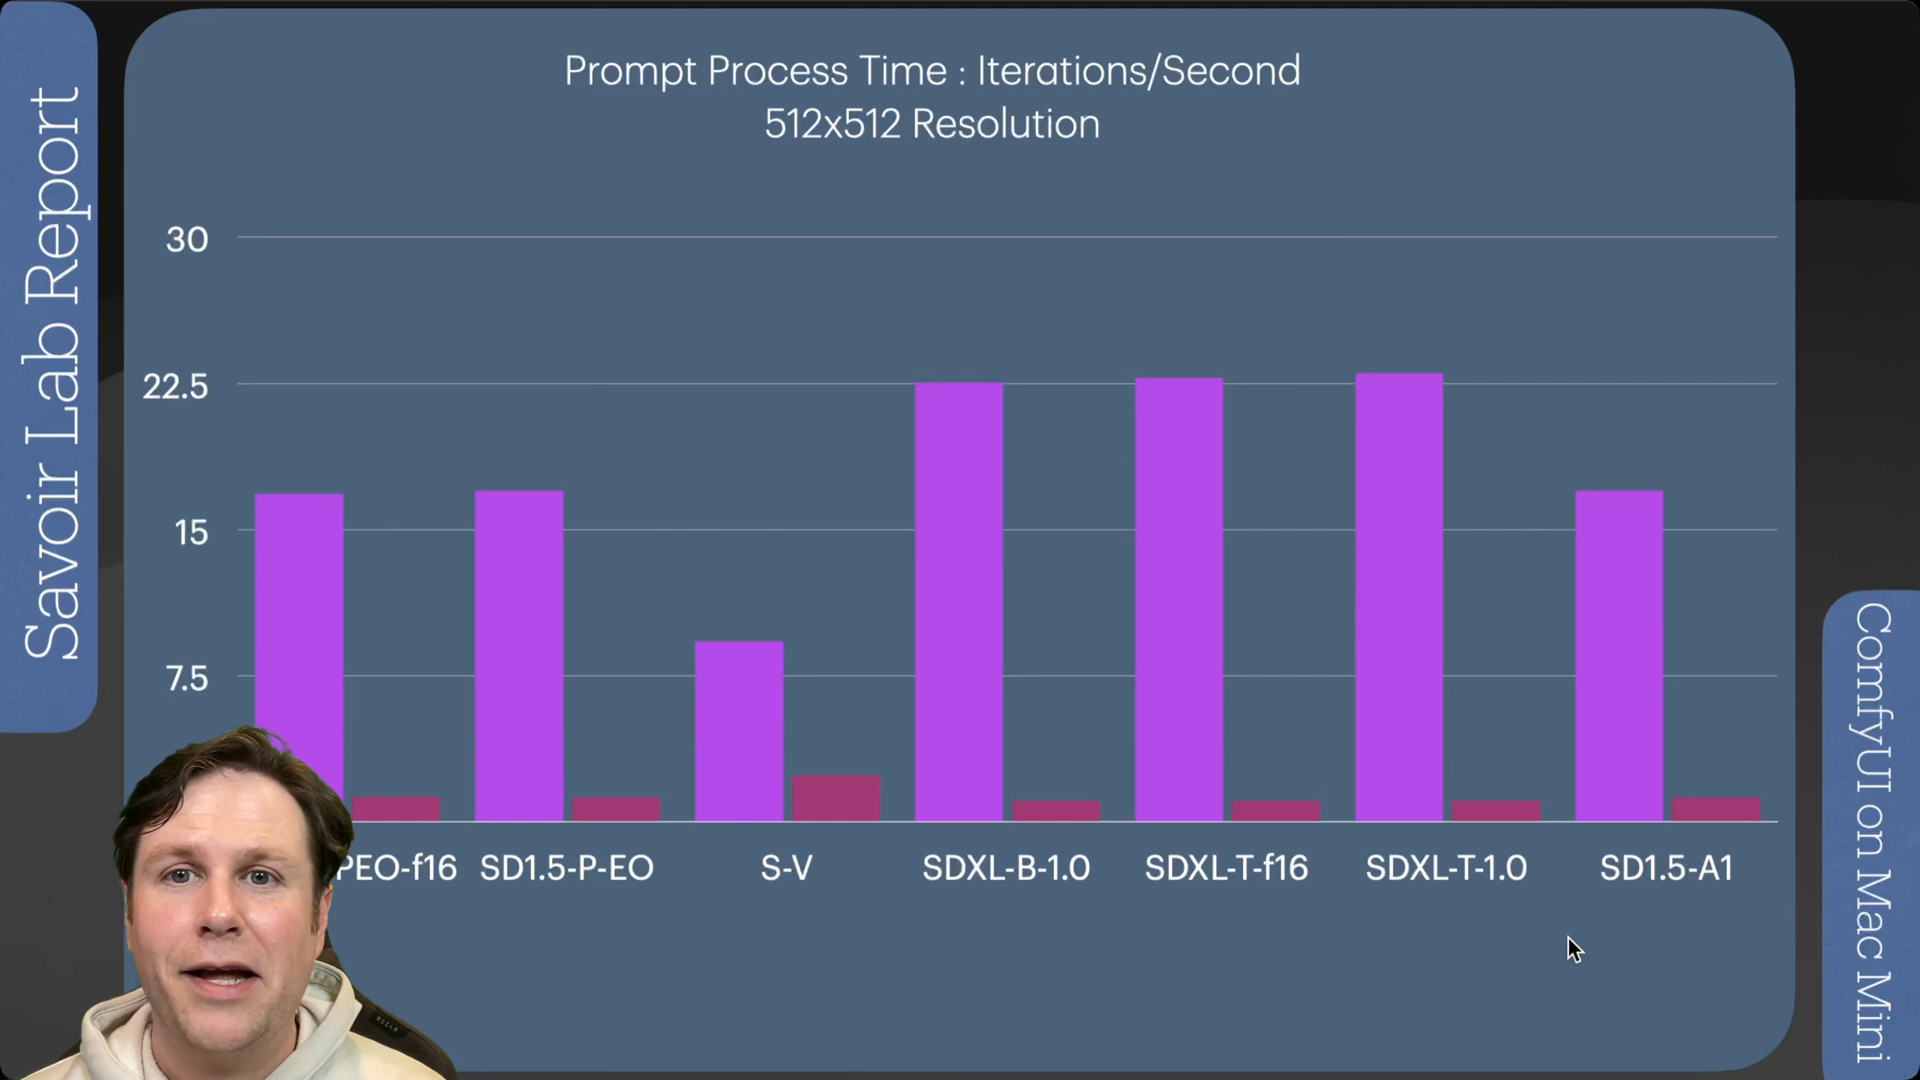 Savoir Lab Report
Prompt Process Time : Iterations/Second
512x512 Resolution
30
22.5
15
7.5
PEO-f16
SD1.5-P-EO
S-V
SDXL-B-1.0
SDXL-T-f16
SDXL-T-1.0
SD1.5-A1
ComfyUI on Mac Mini